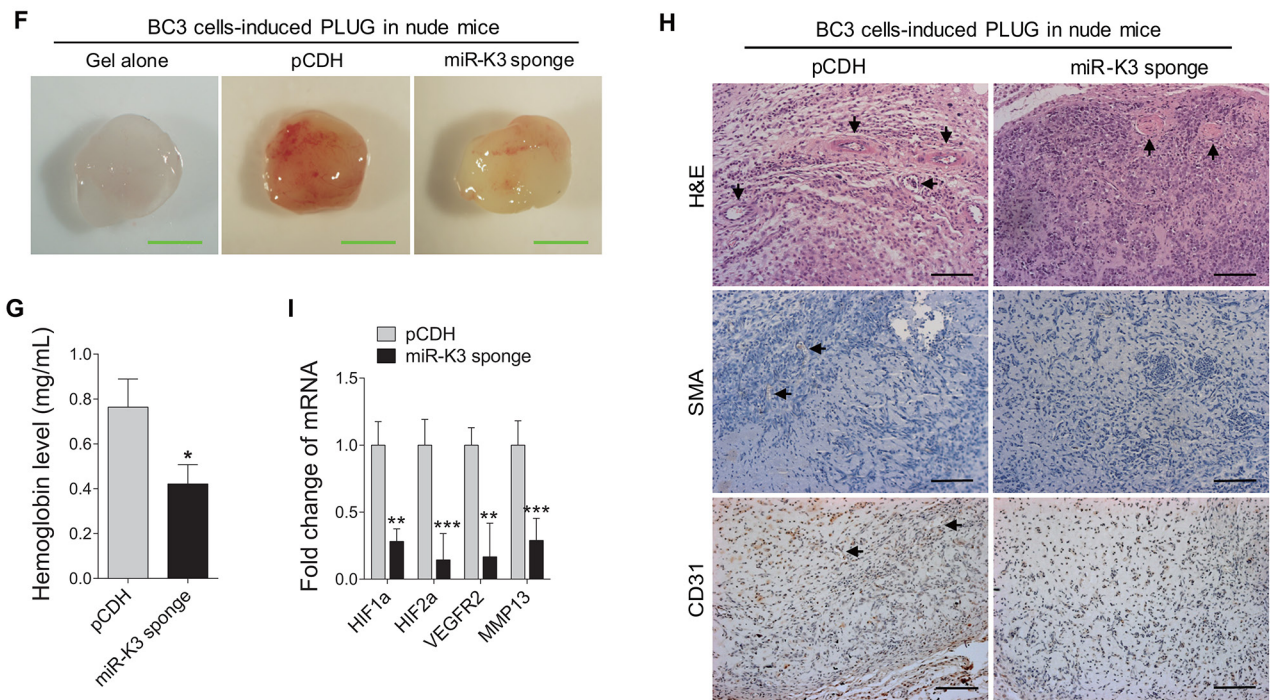 F
BC3 cells-induced PLUG in nude mice
Gel alone
pCDH
miR-K3 sponge
G
Hemoglobin level (mg/mL)
1.0
0.8
0.6
0.4
0.2
0.0
*
pCDH
miR-K3 sponge
I
pCDH
miR-K3 sponge
Fold change of mRNA
1.5
1.0
0.5
0.0
**
***
**
***
HIF1a
HIF2a
VEGFR2
MMP13
H
BC3 cells-induced PLUG in nude mice
pCDH
miR-K3 sponge
H&E
SMA
CD31